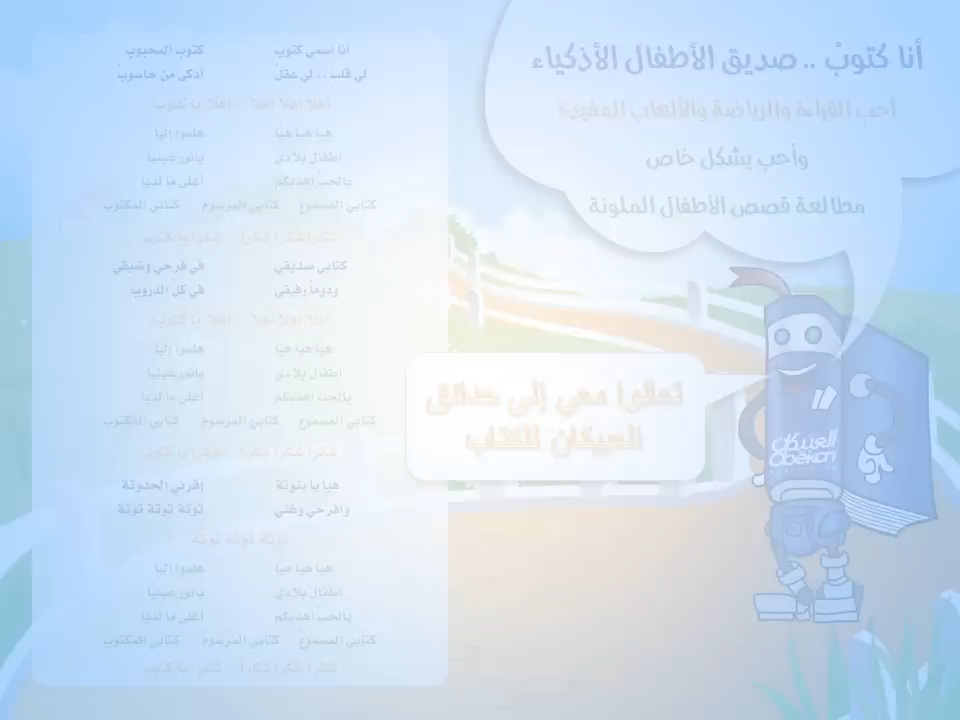 أنا كتوبْ .. صديق الأطفال الأذكياء
أحب القراءة والرياضة والألعاب المفيدة
وأحب بشكل خاص
مطالعة قصص الأطفال الملونة
أنا اسمي كتوب كتوب المحبوب
لي قلب . . لي عقل أذكى من حاسوب
أهلا أهلا أهلا . . أهلا يا كتوب
هيا هيا هيا هلموا إليا
أطفال بلادي يا نور عينيا
بالحب أهديكم أغلى ما لديا
كتابي المسموع كتابي المرسوم كتابي المكتوب
شكرا شكرا شكرا . . شكرا يا كتوب
كتابي صديقي في فرحي وضيقي
ودوماً رفيقي في كل الدروب
أهلا أهلا أهلا . . أهلا يا كتوب
هيا هيا هيا هلموا إليا
أطفال بلادي يا نور عينيا
بالحب أهديكم أغلى ما لديا
كتابي المسموع كتابي المرسوم كتابي المكتوب
شكرا شكرا شكرا . . شكرا يا كتوب
هيا يا بنوتة إقرئي الحدوتة
وافرحي وغني توتة توتة توتة
توتة توتة توتة
هيا هيا هيا هلموا إليا
أطفال بلادي يا نور عينيا
بالحب أهديكم أغلى ما لديا
كتابي المسموع كتابي المرسوم كتابي المكتوب
شكرا شكرا شكرا . . شكرا يا كتوب
تعالوا معي إلى حدائق
العبيكان للكتاب
العبيكان
Obëkon